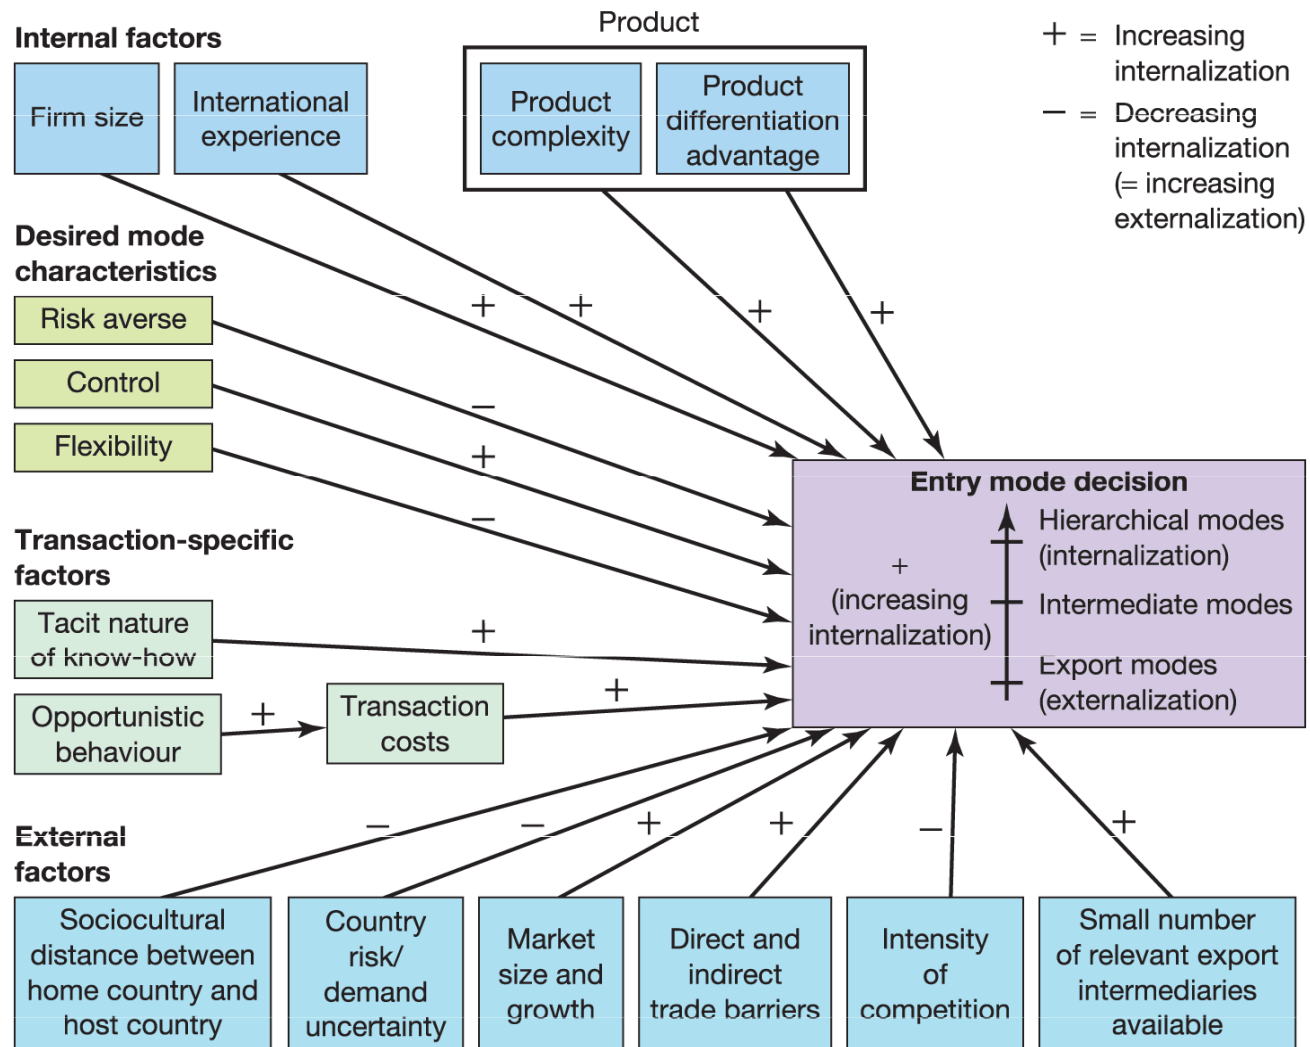 Internal factors
Firm size
International
experience
Product
Product
complexity
Product
differentiation
advantage
+ = Increasing
internalization
− = Decreasing
internalization
(= increasing
externalization)
Desired mode
characteristics
Risk averse
Control
Flexibility
+
+
+
+
−
+
−
Transaction-specific
factors
Tacit nature
of know-how
+
Opportunistic
behaviour
+
Transaction
costs
+
Entry mode decision
+
(increasing
internalization)
Hierarchical modes
(internalization)
Intermediate modes
Export modes
(externalization)
External
factors
−
−
+
+
−
+
Sociocultural
distance between
home country and
host country
Country
risk/
demand
uncertainty
Market
size and
growth
Direct and
indirect
trade barriers
Intensity
of
competition
Small number
of relevant export
intermediaries
available